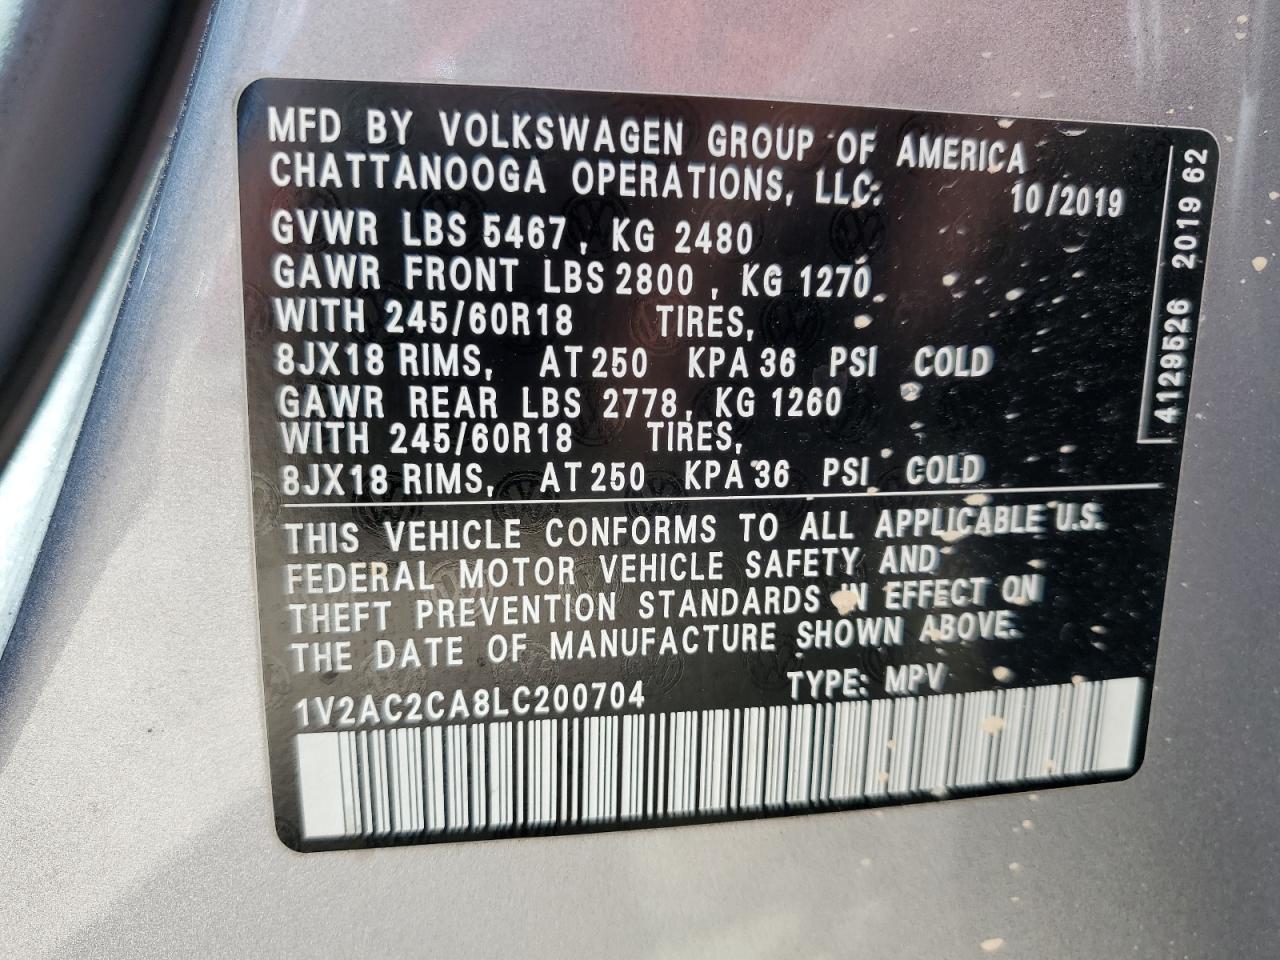 MFD BY VOLKSWAGEN GROUP OF AMERICA
CHATTANOOGA OPERATIONS, LLC. 10/2019
GVWR LBS 5467, KG 2480
GAWR FRONT LBS 2800, KG 1270
WITH 245/60R18 TIRES,
8JX18 RIMS, AT 250 KPA 36 PSI COLD
GAWR REAR LBS 2778, KG 1260
WITH 245/60R18 TIRES,
8JX18 RIMS, AT 250 KPA 36 PSI COLD
THIS VEHICLE CONFORMS TO ALL APPLICABLE U.S.
FEDERAL MOTOR VEHICLE SAFETY AND
THEFT PREVENTION STANDARDS IN EFFECT ON
THE DATE OF MANUFACTURE SHOWN ABOVE.
1V2AC2CA8LC200704 TYPE: MPV
4129526 2019 62